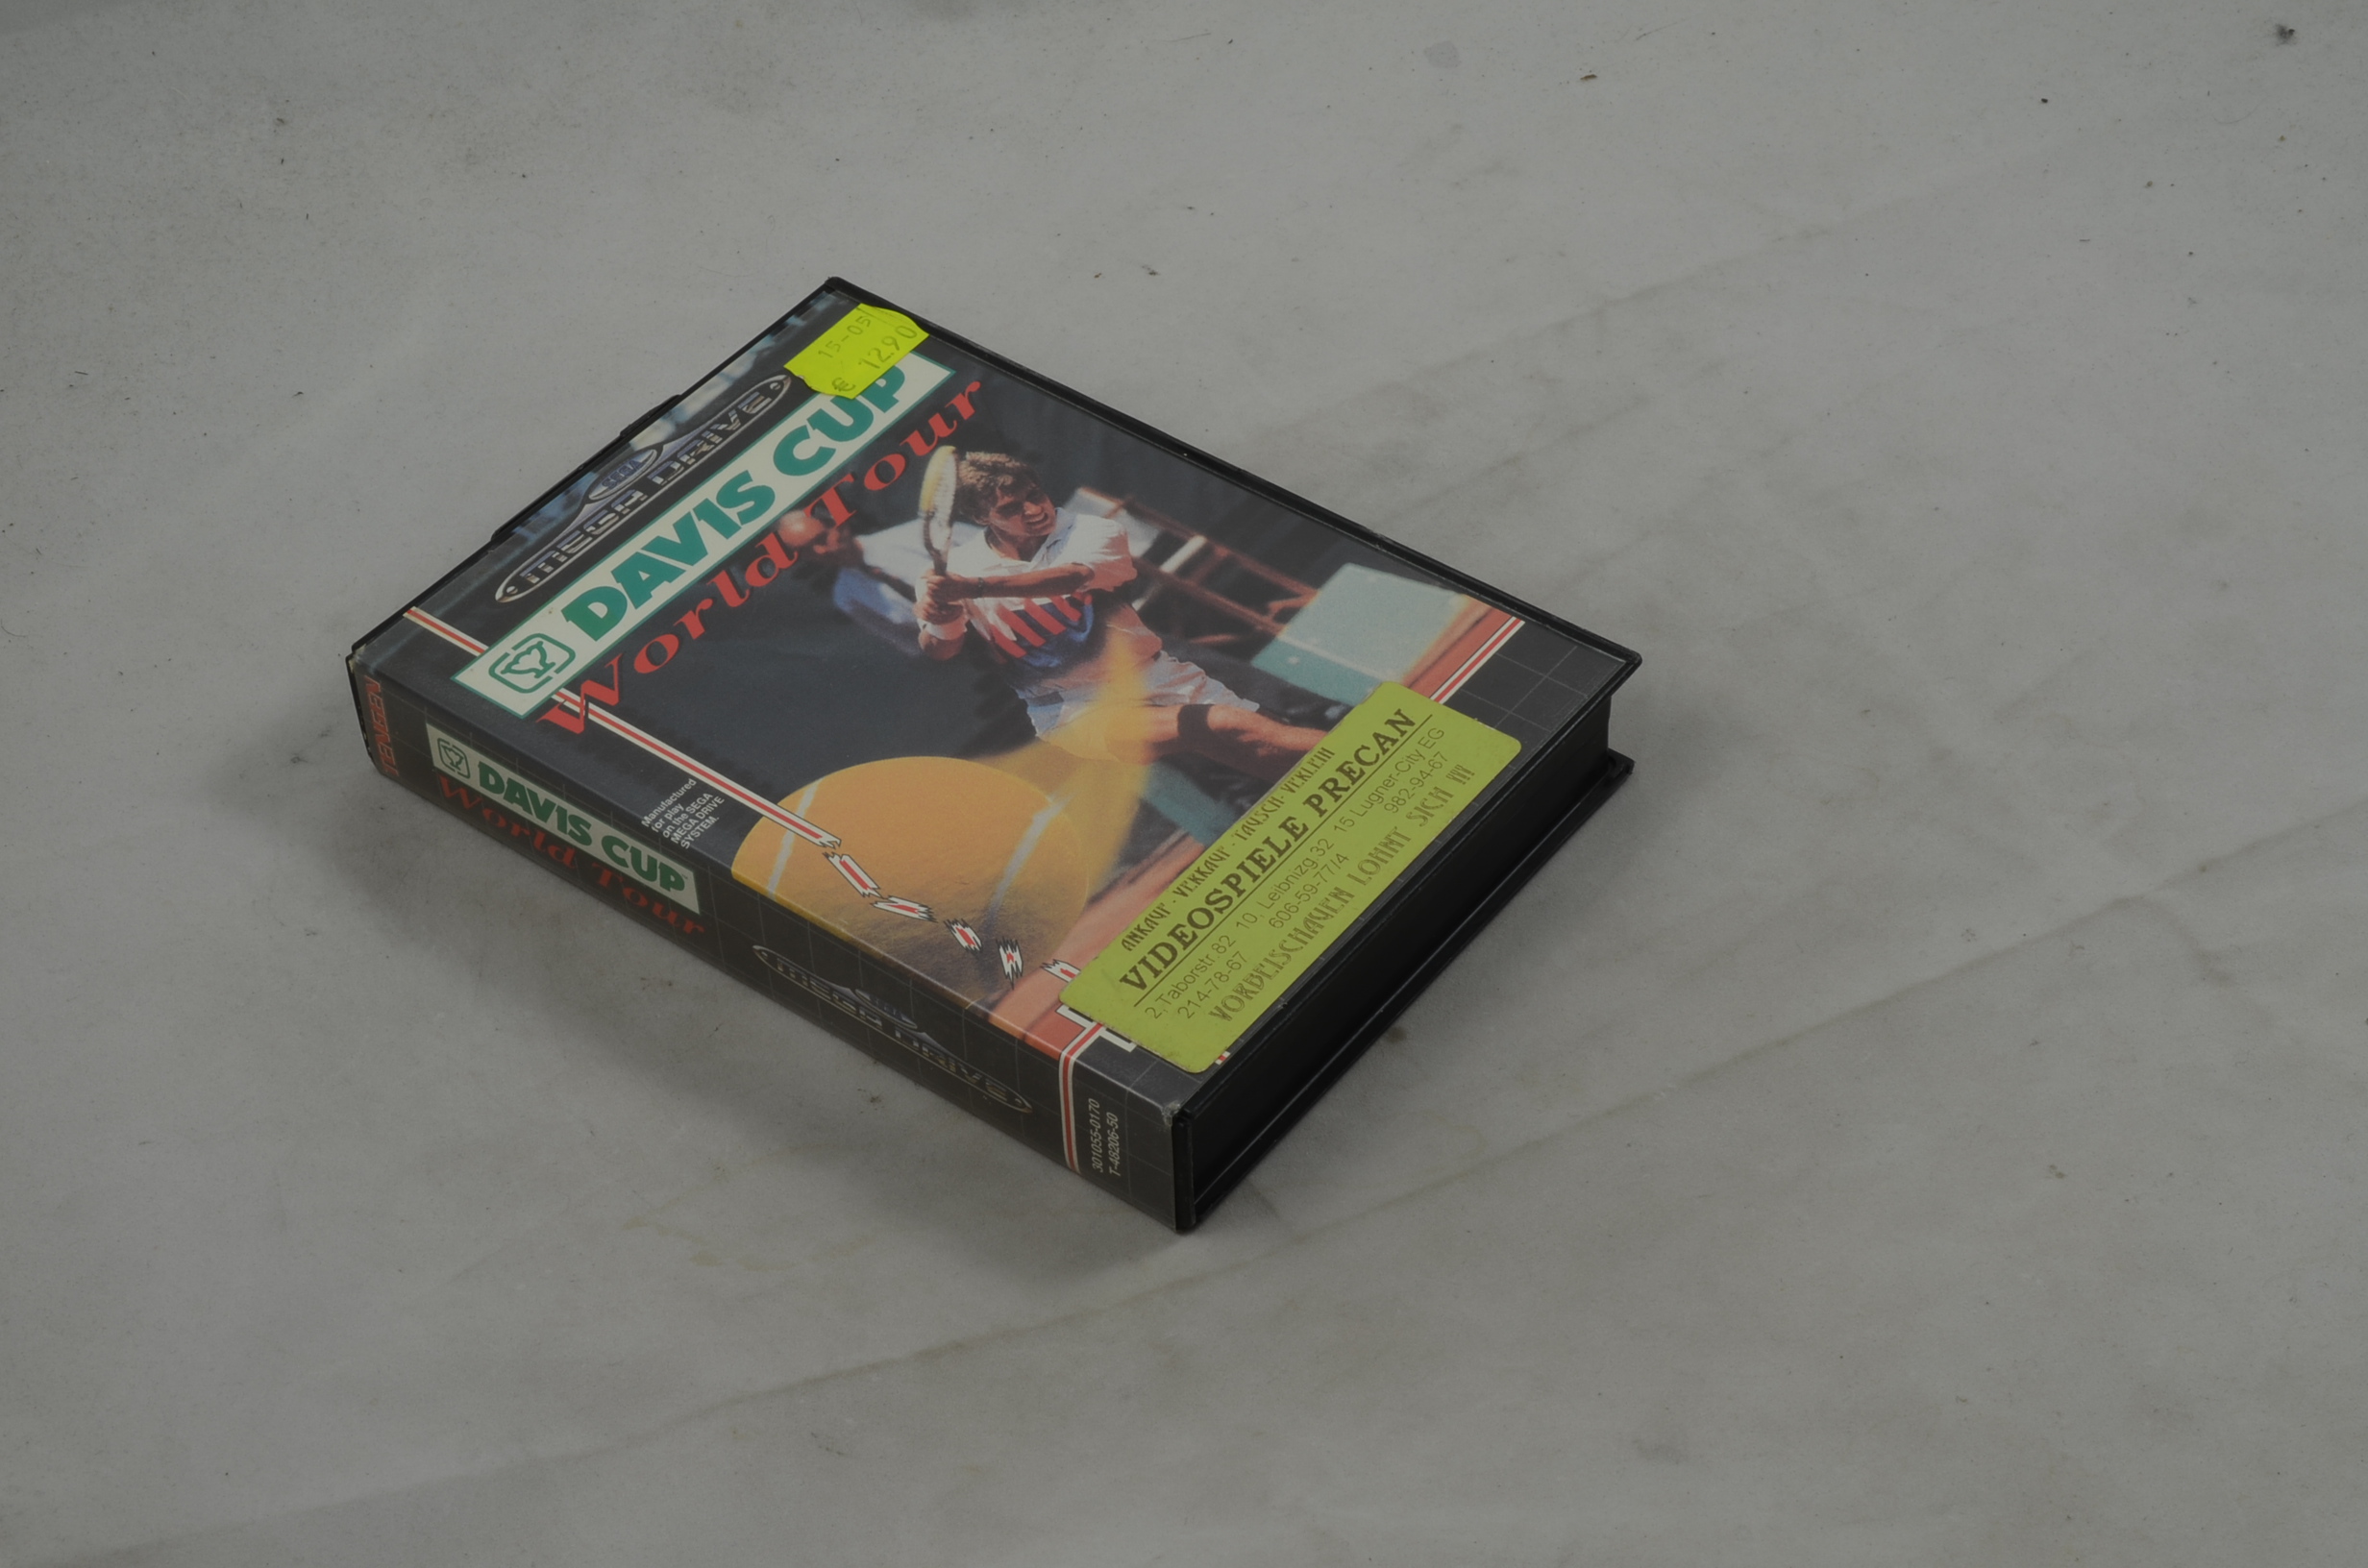 15-05
€ 12.90
SEGA
MEGA DRIVE
DAVIS CUP
World Tour
Manufactured
for play
on the SEGA
MEGA DRIVE
SYSTEM.
ANKAUF - VERKAUF - TAUSCH - VERLEIH
VIDEOSPIELE PRECAN
2, Taborstr.82 10, Leibnizg.32 15 Lugner-City EG
214-78-67 606-59-77/4 982-94-67
VORBEISCHAUEN LOHNT SICH !!!
TENGEN
DAVIS CUP
World Tour
MEGA DRIVE
301055-0170
T-48206-50